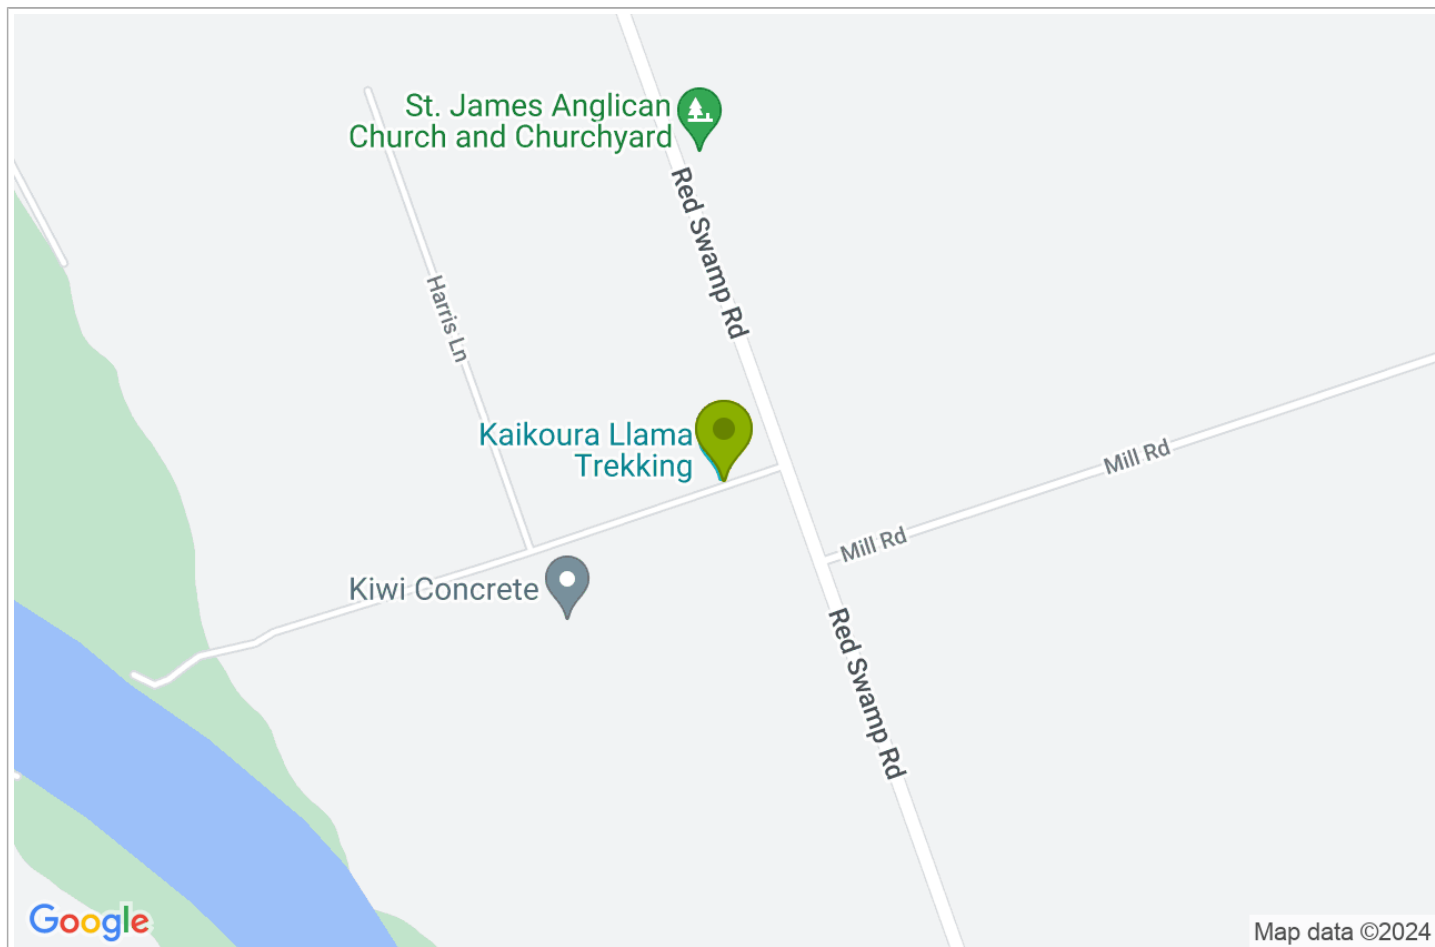 St. James Anglican
Church and Churchyard
Red Swamp Rd
Harris Ln
Kaikoura Llama
Trekking
Mill Rd
Mill Rd
Kiwi Concrete
Red Swamp Rd
Google
Map data ©2024